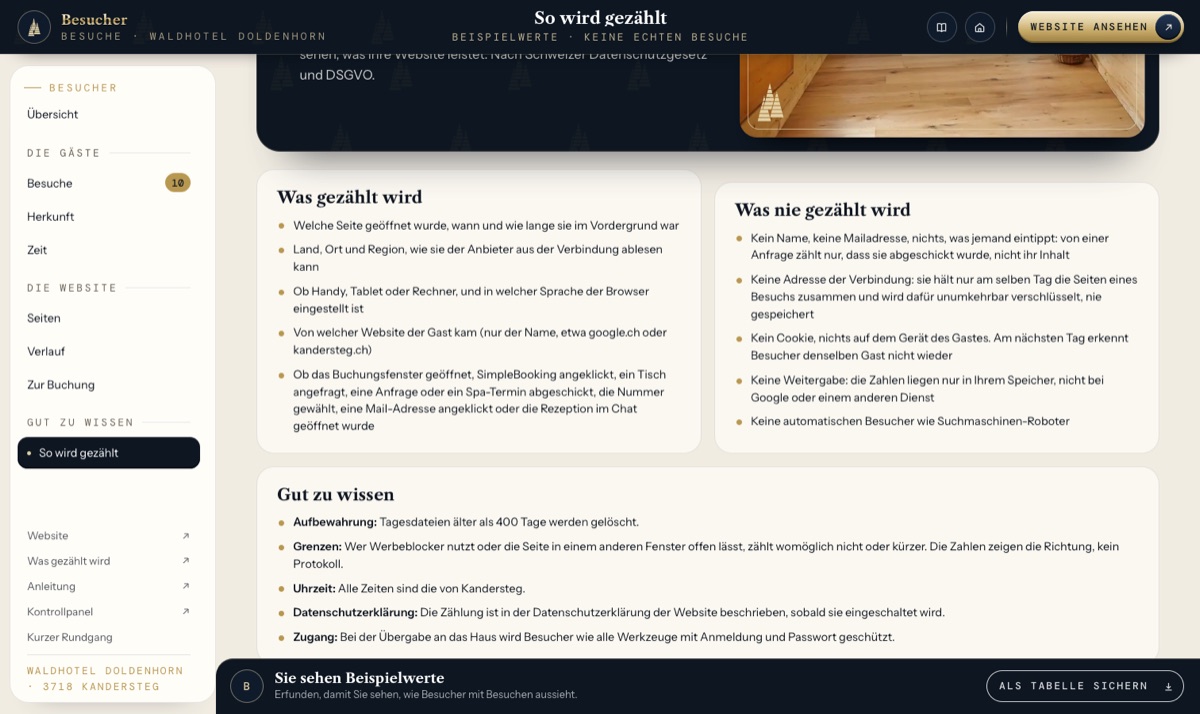 Besucher
BESUCHE · WALDHOTEL DOLDENHORN
So wird gezählt
BEISPIELWERTE · KEINE ECHTEN BESUCHE
WEBSITE ANSEHEN
BESUCHER
Übersicht
DIE GÄSTE
Besuche
10
Herkunft
Zeit
DIE WEBSITE
Seiten
Verlauf
Zur Buchung
GUT ZU WISSEN
So wird gezählt
Website
Was gezählt wird
Anleitung
Kontrollpanel
Kurzer Rundgang
WALDHOTEL DOLDENHORN
· 3718 KANDERSTEG
sehen, was Ihre Website leistet. Nach Schweizer Datenschutzgesetz
und DSGVO.
Was gezählt wird
Welche Seite geöffnet wurde, wann und wie lange sie im Vordergrund war
Land, Ort und Region, wie sie der Anbieter aus der Verbindung ablesen
kann
Ob Handy, Tablet oder Rechner, und in welcher Sprache der Browser
eingestellt ist
Von welcher Website der Gast kam (nur der Name, etwa google.ch oder
kandersteg.ch)
Ob das Buchungsfenster geöffnet, SimpleBooking angeklickt, ein Tisch
angefragt, eine Anfrage oder ein Spa-Termin abgeschickt, die Nummer
gewählt, eine Mail-Adresse angeklickt oder die Rezeption im Chat
geöffnet wurde
Was nie gezählt wird
Kein Name, keine Mailadresse, nichts, was jemand eintippt: von einer
Anfrage zählt nur, dass sie abgeschickt wurde, nicht ihr Inhalt
Keine Adresse der Verbindung: sie hält nur am selben Tag die Seiten eines
Besuchs zusammen und wird dafür unumkehrbar verschlüsselt, nie
gespeichert
Kein Cookie, nichts auf dem Gerät des Gastes. Am nächsten Tag erkennt
Besucher denselben Gast nicht wieder
Keine Weitergabe: die Zahlen liegen nur in Ihrem Speicher, nicht bei
Google oder einem anderen Dienst
Keine automatischen Besucher wie Suchmaschinen-Roboter
Gut zu wissen
Aufbewahrung: Tagesdateien älter als 400 Tage werden gelöscht.
Grenzen: Wer Werbeblocker nutzt oder die Seite in einem anderen Fenster offen lässt, zählt womöglich nicht oder kürzer. Die Zahlen zeigen die Richtung, kein
Protokoll.
Uhrzeit: Alle Zeiten sind die von Kandersteg.
Datenschutzerklärung: Die Zählung ist in der Datenschutzerklärung der Website beschrieben, sobald sie eingeschaltet wird.
Zugang: Bei der Übergabe an das Haus wird Besucher wie alle Werkzeuge mit Anmeldung und Passwort geschützt.
B
Sie sehen Beispielwerte
Erfunden, damit Sie sehen, wie Besucher mit Besuchen aussieht.
ALS TABELLE SICHERN